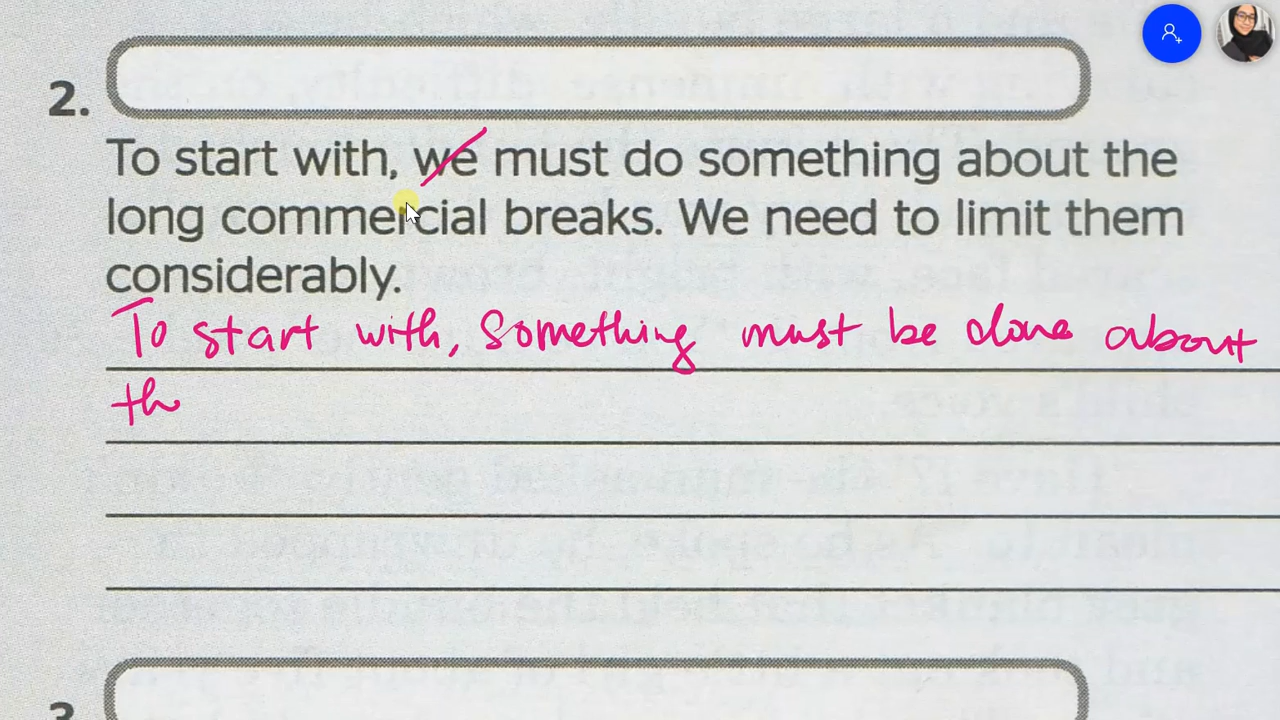 2.
To start with, we must do something about the
long commercial breaks. We need to limit them
considerably.
To start with, something must be done about
th
3